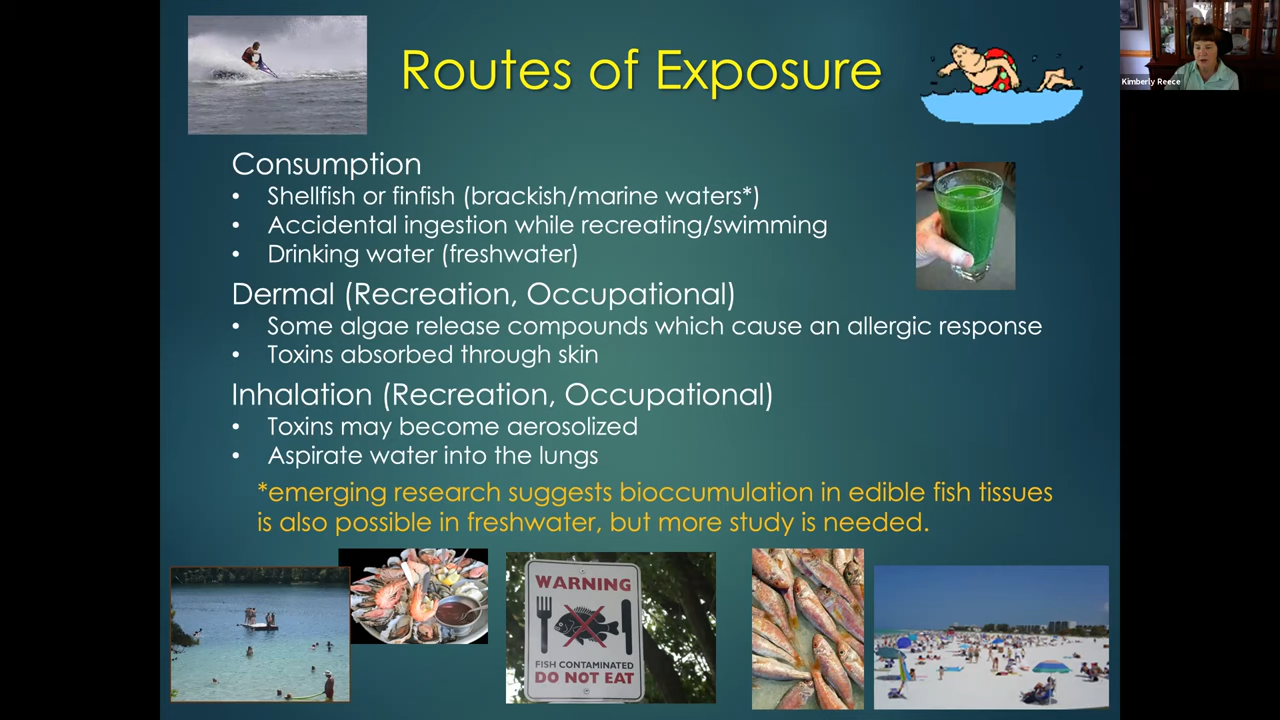 Routes of Exposure
Kimberly Reece
Consumption
• Shellfish or finfish (brackish/marine waters*)
• Accidental ingestion while recreating/swimming
• Drinking water (freshwater)
Dermal (Recreation, Occupational)
• Some algae release compounds which cause an allergic response
• Toxins absorbed through skin
Inhalation (Recreation, Occupational)
• Toxins may become aerosolized
• Aspirate water into the lungs
*emerging research suggests bioccumulation in edible fish tissues
is also possible in freshwater, but more study is needed.
WARNING
FISH CONTAMINATED
DO NOT EAT